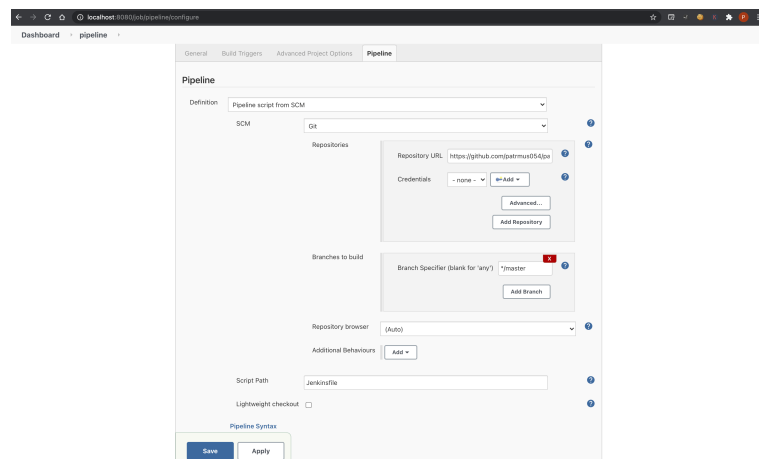 localhost:8080/job/pipeline/configure
Dashboard pipeline
General Build Triggers Advanced Project Options Pipeline
Pipeline
Definition Pipeline script from SCM
SCM Git
Repositories
Repository URL https://github.com/patrmus054/pa
Credentials - none - Add
Advanced...
Add Repository
Branches to build
X
Branch Specifier (blank for 'any') */master
Add Branch
Repository browser (Auto)
Additional Behaviours Add
Script Path Jenkinsfile
Lightweight checkout
Pipeline Syntax
Save Apply